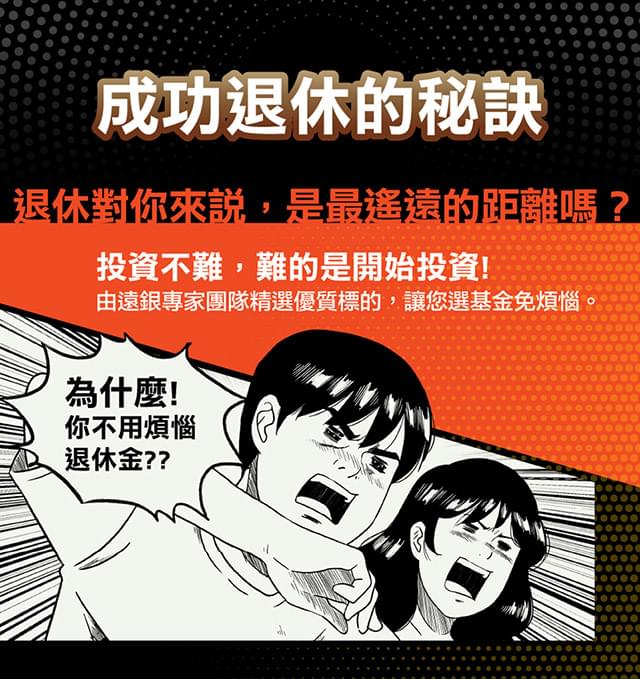 成功退休的秘訣
退休對你來説，是最遙遠的距離嗎？
投資不難，難的是開始投資!
由遠銀專家團隊精選優質標的，讓您選基金免煩惱。
為什麼!
你不用煩惱
退休金??